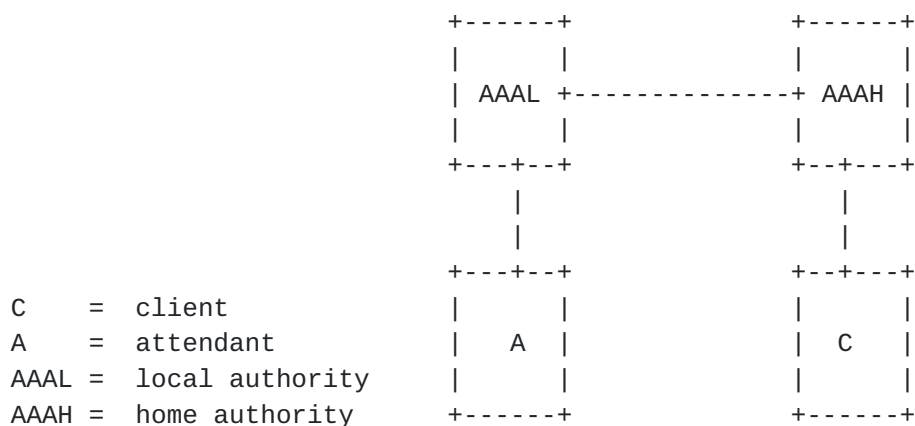 +------+              +------+
                        |      |              |      |
                        | AAAL +--------------+ AAAH |
                        |      |              |      |
                        +---+--+              +--+---+
                            |                    |
                            |                    |
                        +---+--+              +--+---+
C    =  client          |      |              |      |
A    =  attendant       |   A  |              |  C   |
AAAL =  local authority |      |              |      |
AAAH =  home authority  +------+              +------+